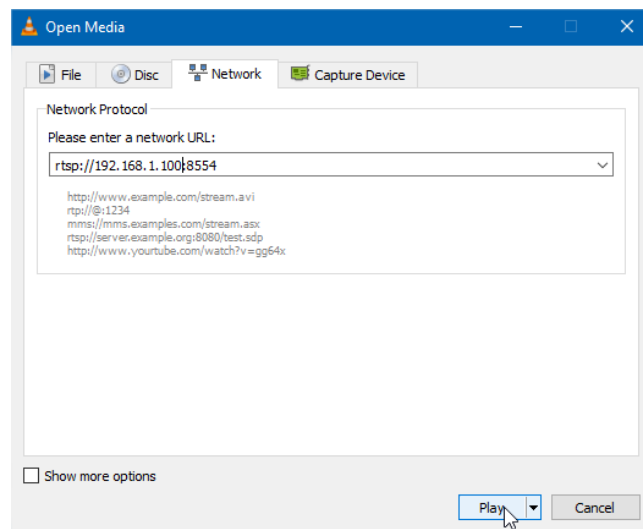 Open Media
File Disc Network Capture Device
Network Protocol
Please enter a network URL:
rtsp://192.168.1.100:8554
http://www.example.com/stream.avi
rtp://@:1234
mms://mms.examples.com/stream.asx
rtsp://server.example.org:8080/test.sdp
http://www.yourtube.com/watch?v=gg64x
Show more options
Play Cancel